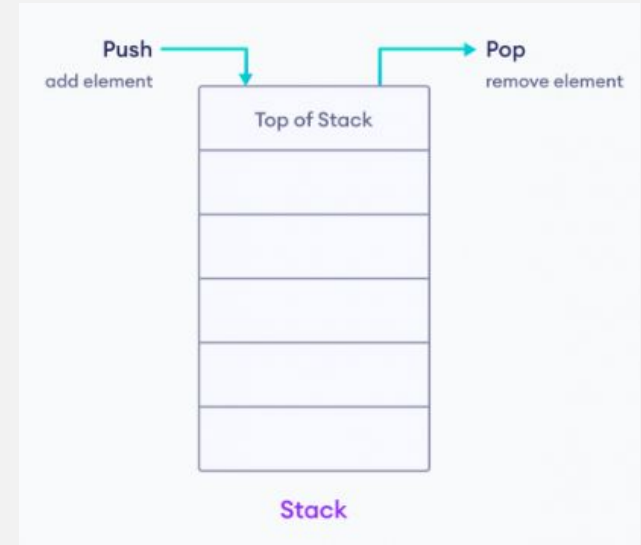 Push
add element
Pop
remove element
Top of Stack
Stack